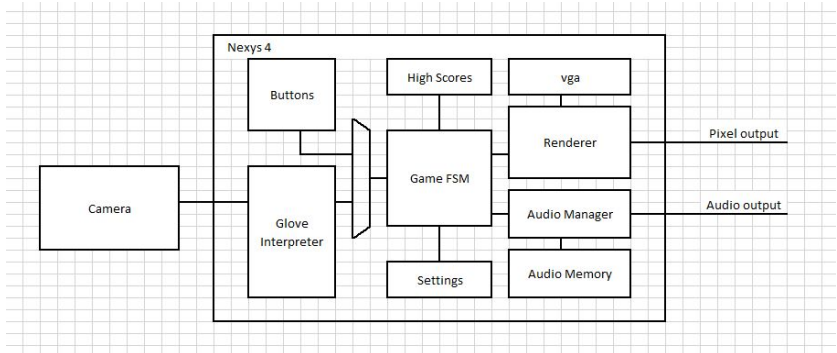 Nexys 4
Buttons
High Scores
vga
Renderer
Pixel output
Camera
Glove
Interpreter
Game FSM
Audio Manager
Audio output
Settings
Audio Memory